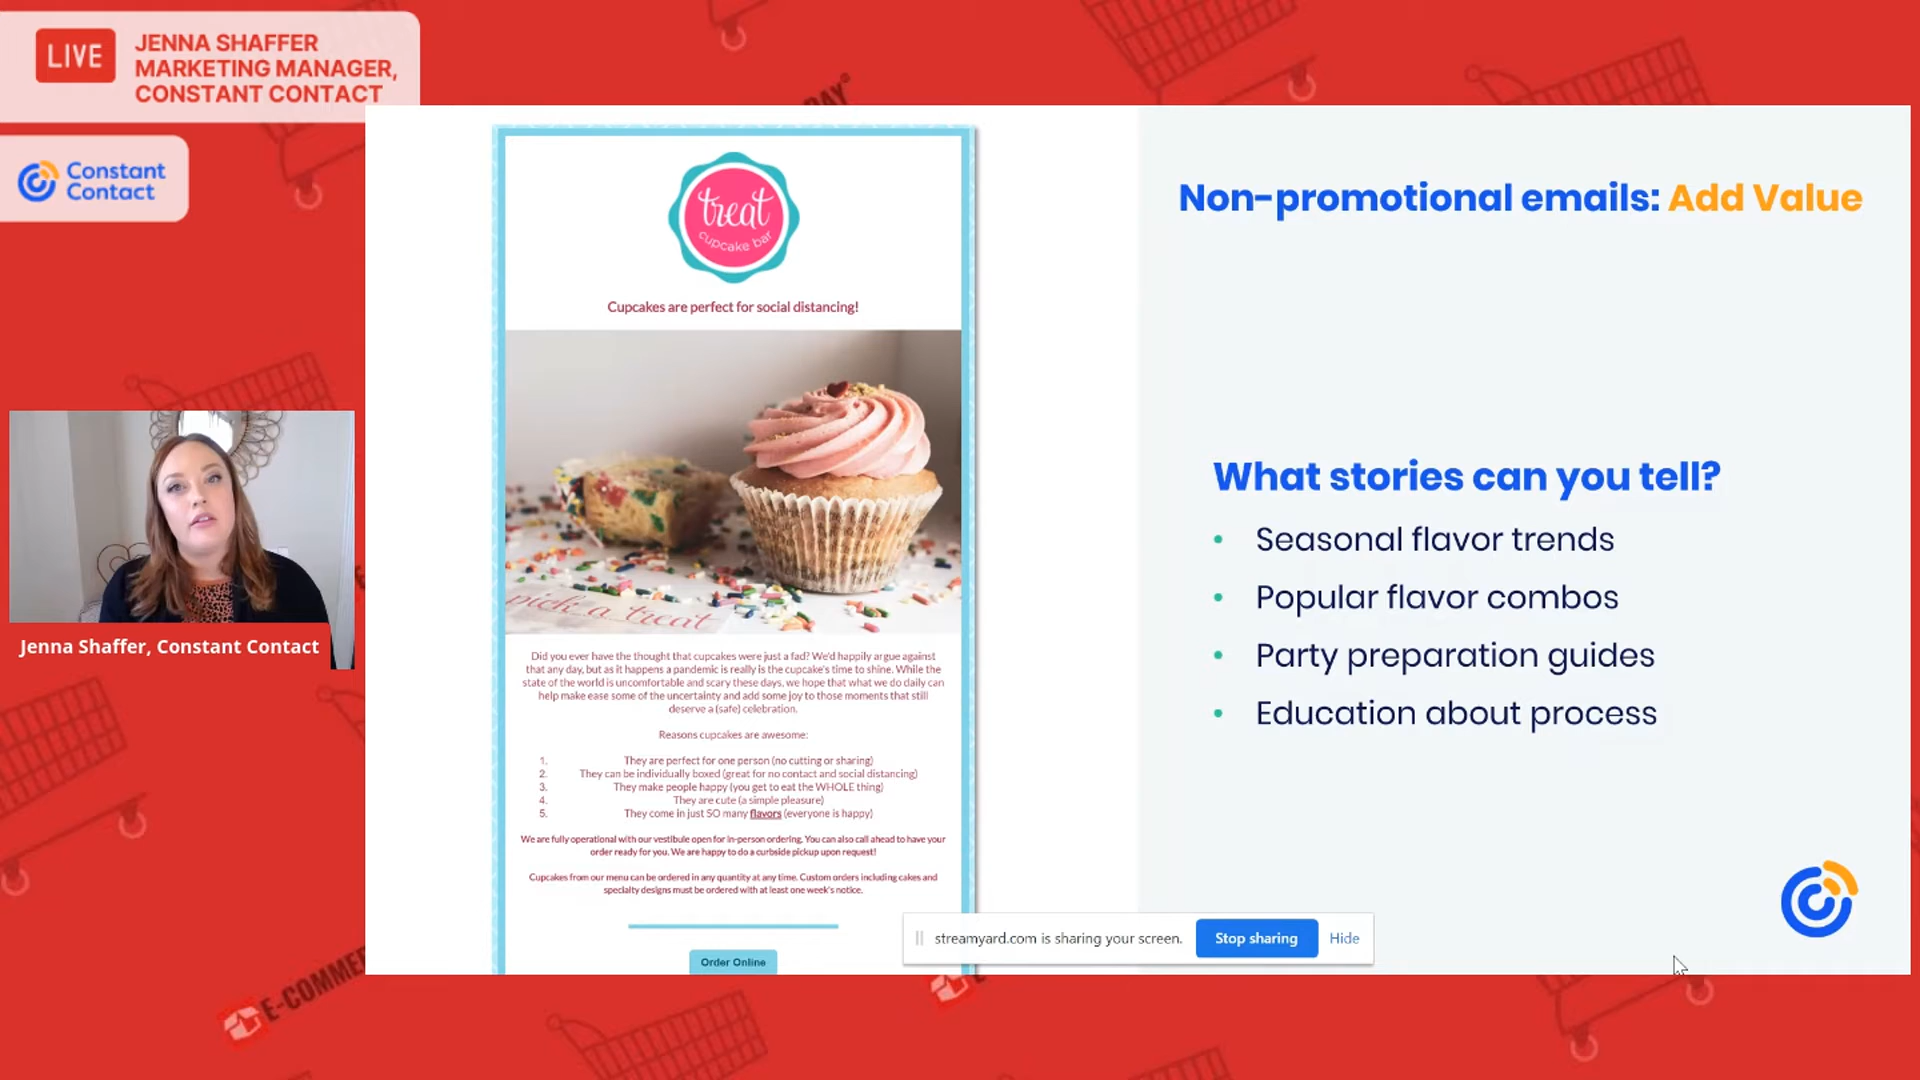 LIVE
JENNA SHAFFER
MARKETING MANAGER,
CONSTANT CONTACT
Constant
Contact
Jenna Shaffer, Constant Contact
treat
cupcake bar
Cupcakes are perfect for social distancing!
pick a treat
Did you ever have the thought that cupcakes were just a fad? We'd happily argue against
that any day, but as it happens a pandemic is really is the cupcake's time to shine. While the
state of the world is uncomfortable and scary these days, we hope that what we do daily can
help make ease some of the uncertainty and add some joy to those moments that still
deserve a (safe) celebration.
Reasons cupcakes are awesome:
1. They are perfect for one person (no cutting or sharing)
2. They can be individually boxed (great for no contact and social distancing)
3. They make people happy (you get to eat the WHOLE thing)
4. They are cute (a simple pleasure)
5. They come in just SO many flavors (everyone is happy)
We are fully operational with our vestibule open for in-person ordering. You can also call ahead to have your
order ready for you. We are happy to do a curbside pickup upon request!
Cupcakes from our menu can be ordered in any quantity at any time. Custom orders including cakes and
specialty designs must be ordered with at least one week's notice.
Order Online
Non-promotional emails: Add Value
What stories can you tell?
• Seasonal flavor trends
• Popular flavor combos
• Party preparation guides
• Education about process
streamyard.com is sharing your screen. Stop sharing Hide